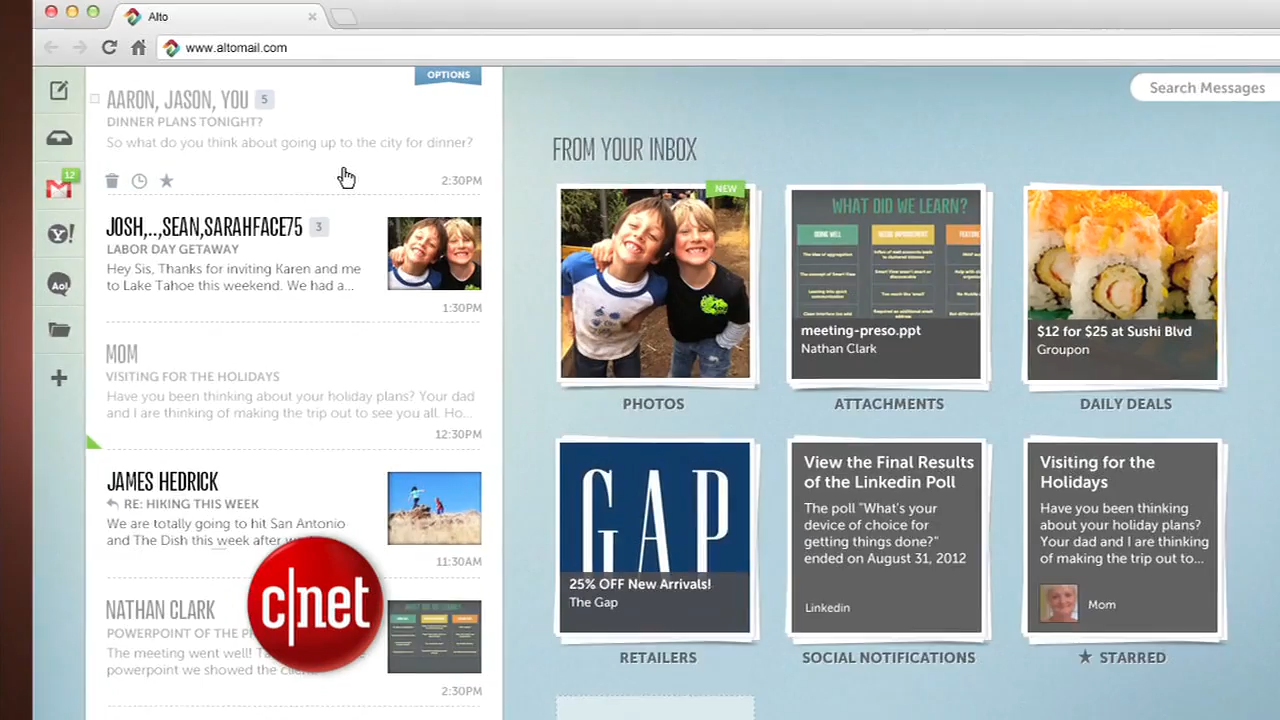 Alto
www.altomail.com
OPTIONS
Search Messages
AARON, JASON, YOU 5
DINNER PLANS TONIGHT?
So what do you think about going up to the city for dinner?
2:30PM
12
JOSH,..,SEAN,SARAHFACE75 3
LABOR DAY GETAWAY
Hey Sis, Thanks for inviting Karen and me
to Lake Tahoe this weekend. We had a...
1:30PM
Y!
Aol.
MOM
VISITING FOR THE HOLIDAYS
Have you been thinking about your holiday plans? Your dad
and I are thinking of making the trip out to see you all. Ho...
12:30PM
JAMES HEDRICK
RE: HIKING THIS WEEK
We are totally going to hit San Antonio
and The Dish this week after
11:30AM
c|net
NATHAN CLARK
POWERPOINT OF THE
The meeting went well!
powerpoint we showed the
2:30PM
FROM YOUR INBOX
NEW
PHOTOS
WHAT DID WE LEARN?
DOING WELL
NEEDS IMPROVEMENT
meeting-preso.ppt
Nathan Clark
ATTACHMENTS
$12 for $25 at Sushi Blvd
Groupon
DAILY DEALS
GAP
25% OFF New Arrivals!
The Gap
RETAILERS
View the Final Results
of the Linkedin Poll
The poll "What's your
device of choice for
getting things done?"
ended on August 31, 2012
Linkedin
SOCIAL NOTIFICATIONS
Visiting for the
Holidays
Have you been thinking
about your holiday plans?
Your dad and I are thinking
of making the trip out to...
Mom
★ STARRED